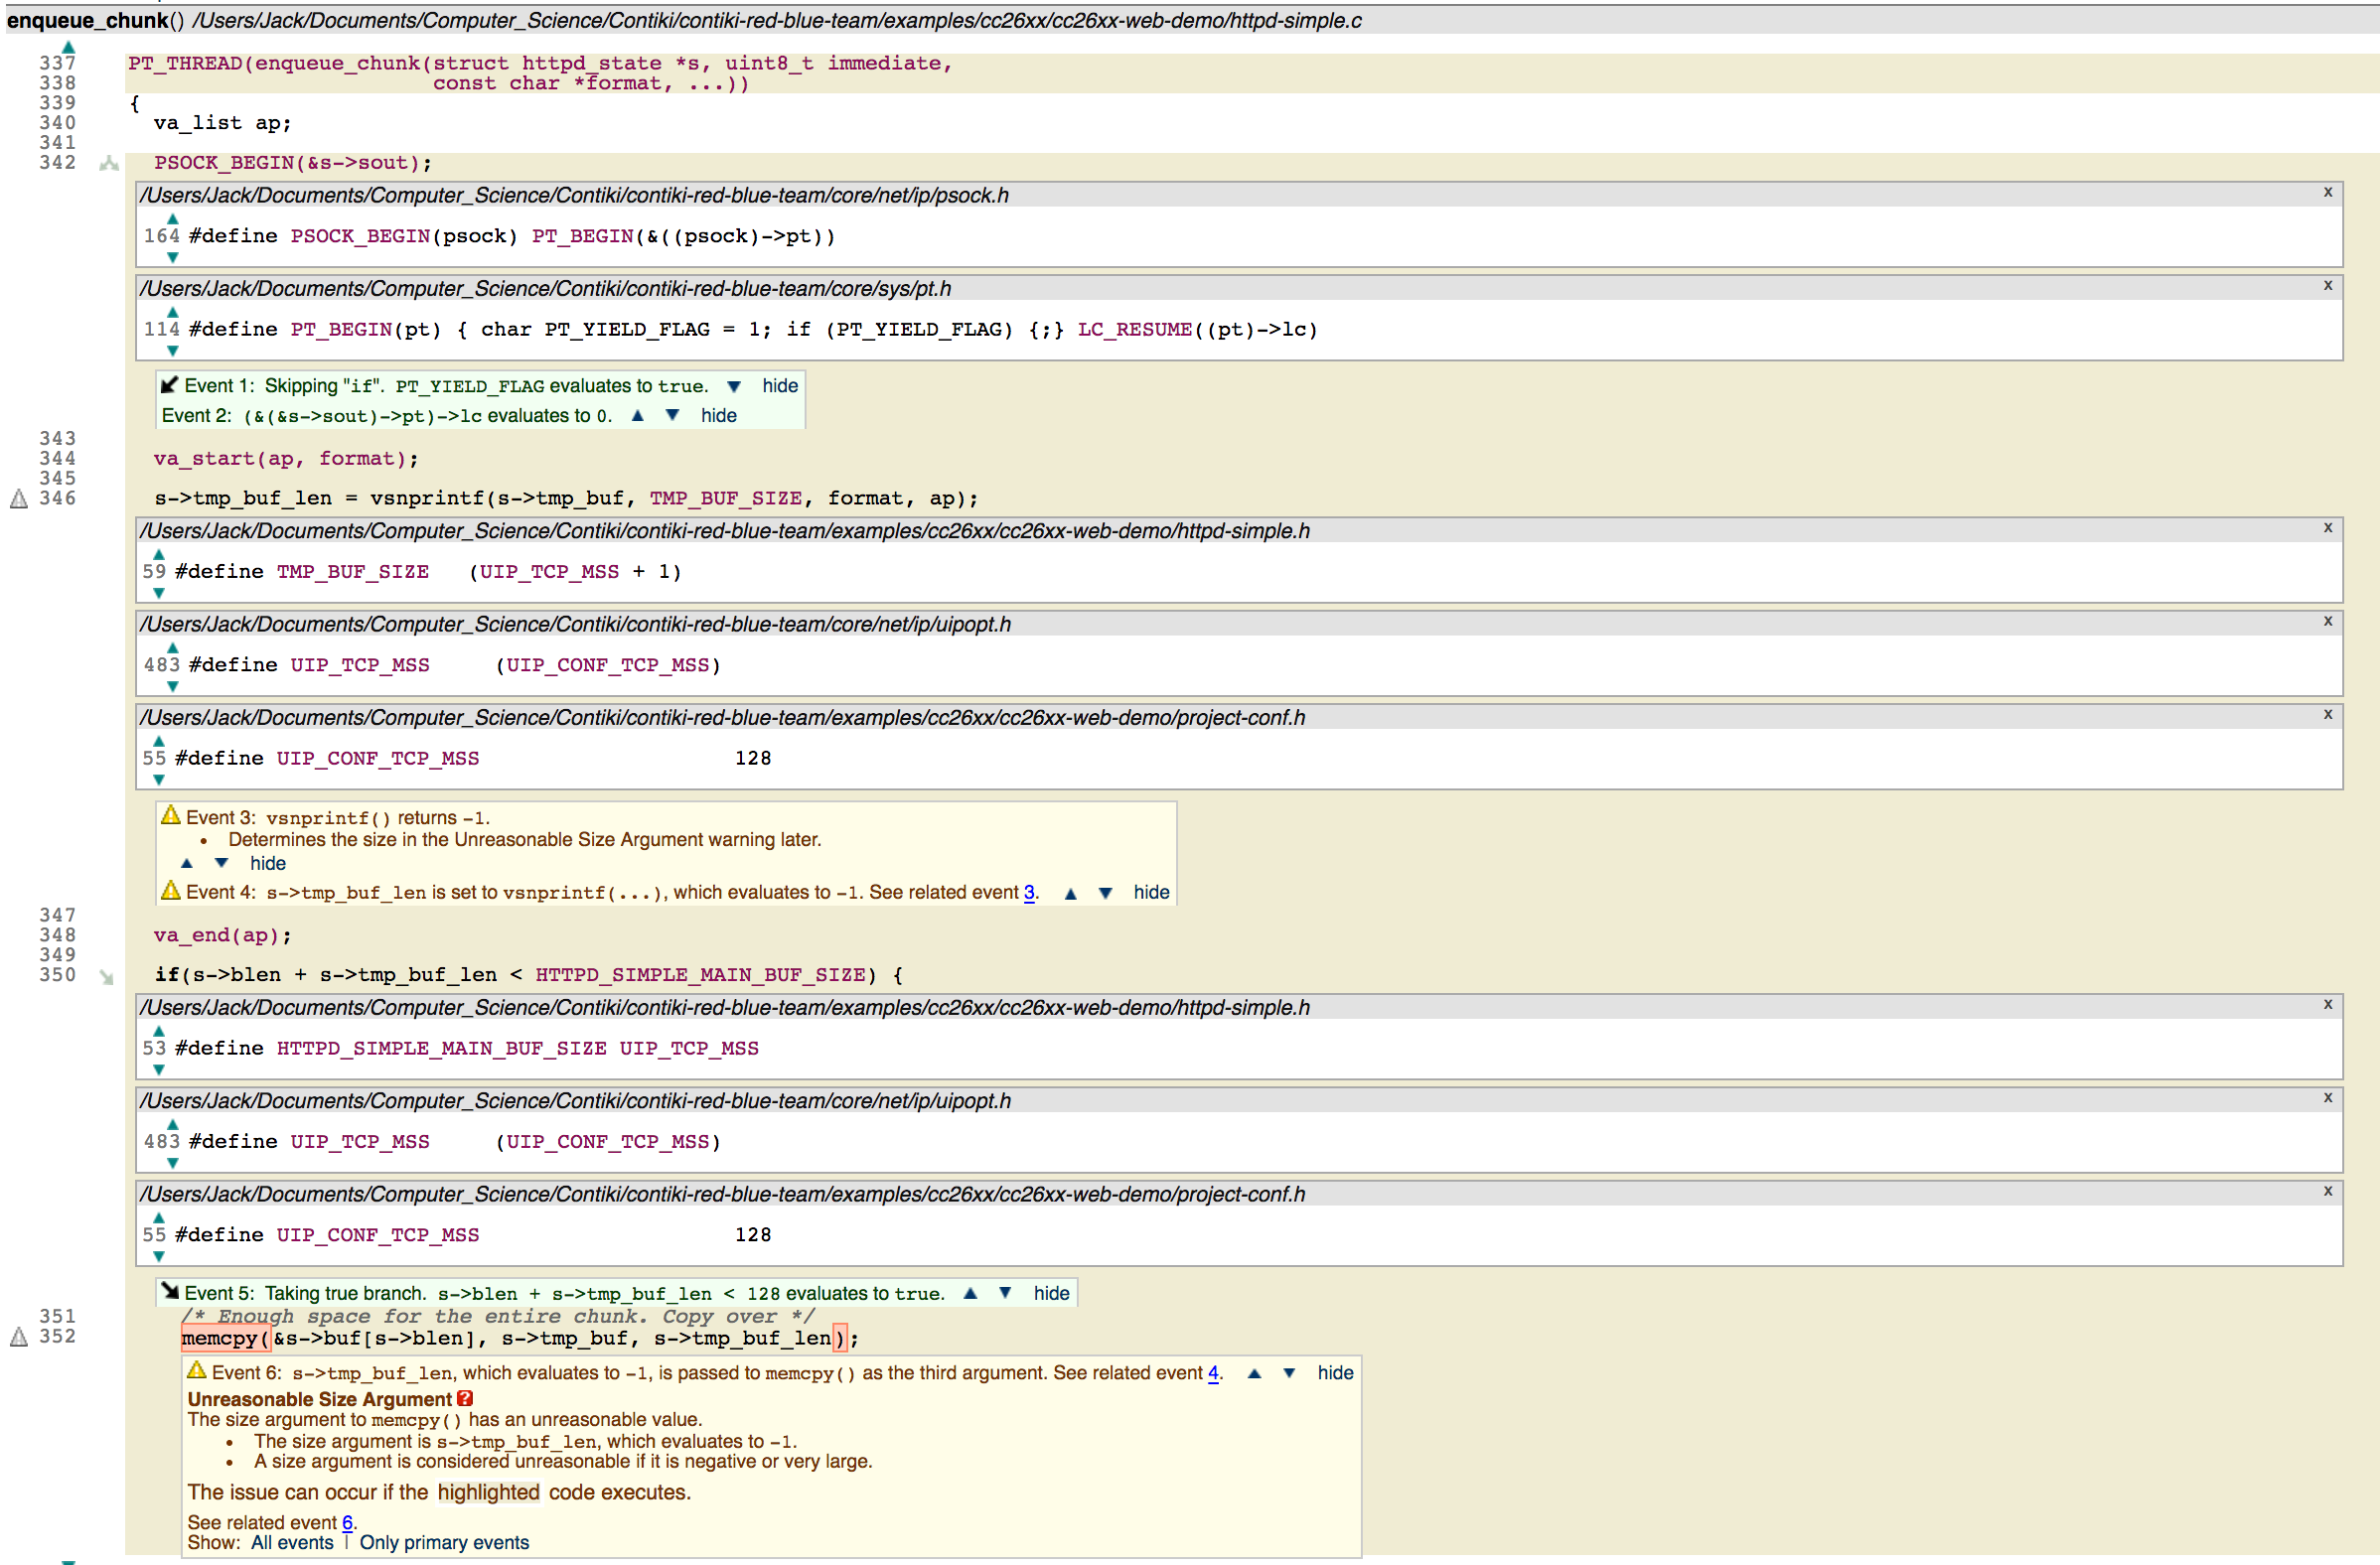 enqueue_chunk() /Users/Jack/Documents/Computer_Science/Contiki/contiki-red-blue-team/examples/cc26xx/cc26xx-web-demo/httpd-simple.c
337 PT_THREAD(enqueue_chunk(struct httpd_state *s, uint8_t immediate,
338 const char *format, ...))
339 {
340 va_list ap;
341
342 PSOCK_BEGIN(&s->sout);
/Users/Jack/Documents/Computer_Science/Contiki/contiki-red-blue-team/core/net/ip/psock.h x
164 #define PSOCK_BEGIN(psock) PT_BEGIN(&((psock)->pt))
/Users/Jack/Documents/Computer_Science/Contiki/contiki-red-blue-team/core/sys/pt.h x
114 #define PT_BEGIN(pt) { char PT_YIELD_FLAG = 1; if (PT_YIELD_FLAG) {;} LC_RESUME((pt)->lc)
Event 1: Skipping "if". PT_YIELD_FLAG evaluates to true. hide
Event 2: (&(&s->sout)->pt)->lc evaluates to 0. hide
343
344 va_start(ap, format);
345
346 s->tmp_buf_len = vsnprintf(s->tmp_buf, TMP_BUF_SIZE, format, ap);
/Users/Jack/Documents/Computer_Science/Contiki/contiki-red-blue-team/examples/cc26xx/cc26xx-web-demo/httpd-simple.h x
59 #define TMP_BUF_SIZE (UIP_TCP_MSS + 1)
/Users/Jack/Documents/Computer_Science/Contiki/contiki-red-blue-team/core/net/ip/uipopt.h x
483 #define UIP_TCP_MSS (UIP_CONF_TCP_MSS)
/Users/Jack/Documents/Computer_Science/Contiki/contiki-red-blue-team/examples/cc26xx/cc26xx-web-demo/project-conf.h x
55 #define UIP_CONF_TCP_MSS 128
Event 3: vsnprintf() returns -1.
• Determines the size in the Unreasonable Size Argument warning later.
hide
Event 4: s->tmp_buf_len is set to vsnprintf(...), which evaluates to -1. See related event 3. hide
347
348 va_end(ap);
349
350 if(s->blen + s->tmp_buf_len < HTTPD_SIMPLE_MAIN_BUF_SIZE) {
/Users/Jack/Documents/Computer_Science/Contiki/contiki-red-blue-team/examples/cc26xx/cc26xx-web-demo/httpd-simple.h x
53 #define HTTPD_SIMPLE_MAIN_BUF_SIZE UIP_TCP_MSS
/Users/Jack/Documents/Computer_Science/Contiki/contiki-red-blue-team/core/net/ip/uipopt.h x
483 #define UIP_TCP_MSS (UIP_CONF_TCP_MSS)
/Users/Jack/Documents/Computer_Science/Contiki/contiki-red-blue-team/examples/cc26xx/cc26xx-web-demo/project-conf.h x
55 #define UIP_CONF_TCP_MSS 128
Event 5: Taking true branch. s->blen + s->tmp_buf_len < 128 evaluates to true. hide
351 /* Enough space for the entire chunk. Copy over */
352 memcpy(&s->buf[s->blen], s->tmp_buf, s->tmp_buf_len);
Event 6: s->tmp_buf_len, which evaluates to -1, is passed to memcpy() as the third argument. See related event 4. hide
Unreasonable Size Argument ?
The size argument to memcpy() has an unreasonable value.
• The size argument is s->tmp_buf_len, which evaluates to -1.
• A size argument is considered unreasonable if it is negative or very large.
The issue can occur if the highlighted code executes.
See related event 6.
Show: All events | Only primary events